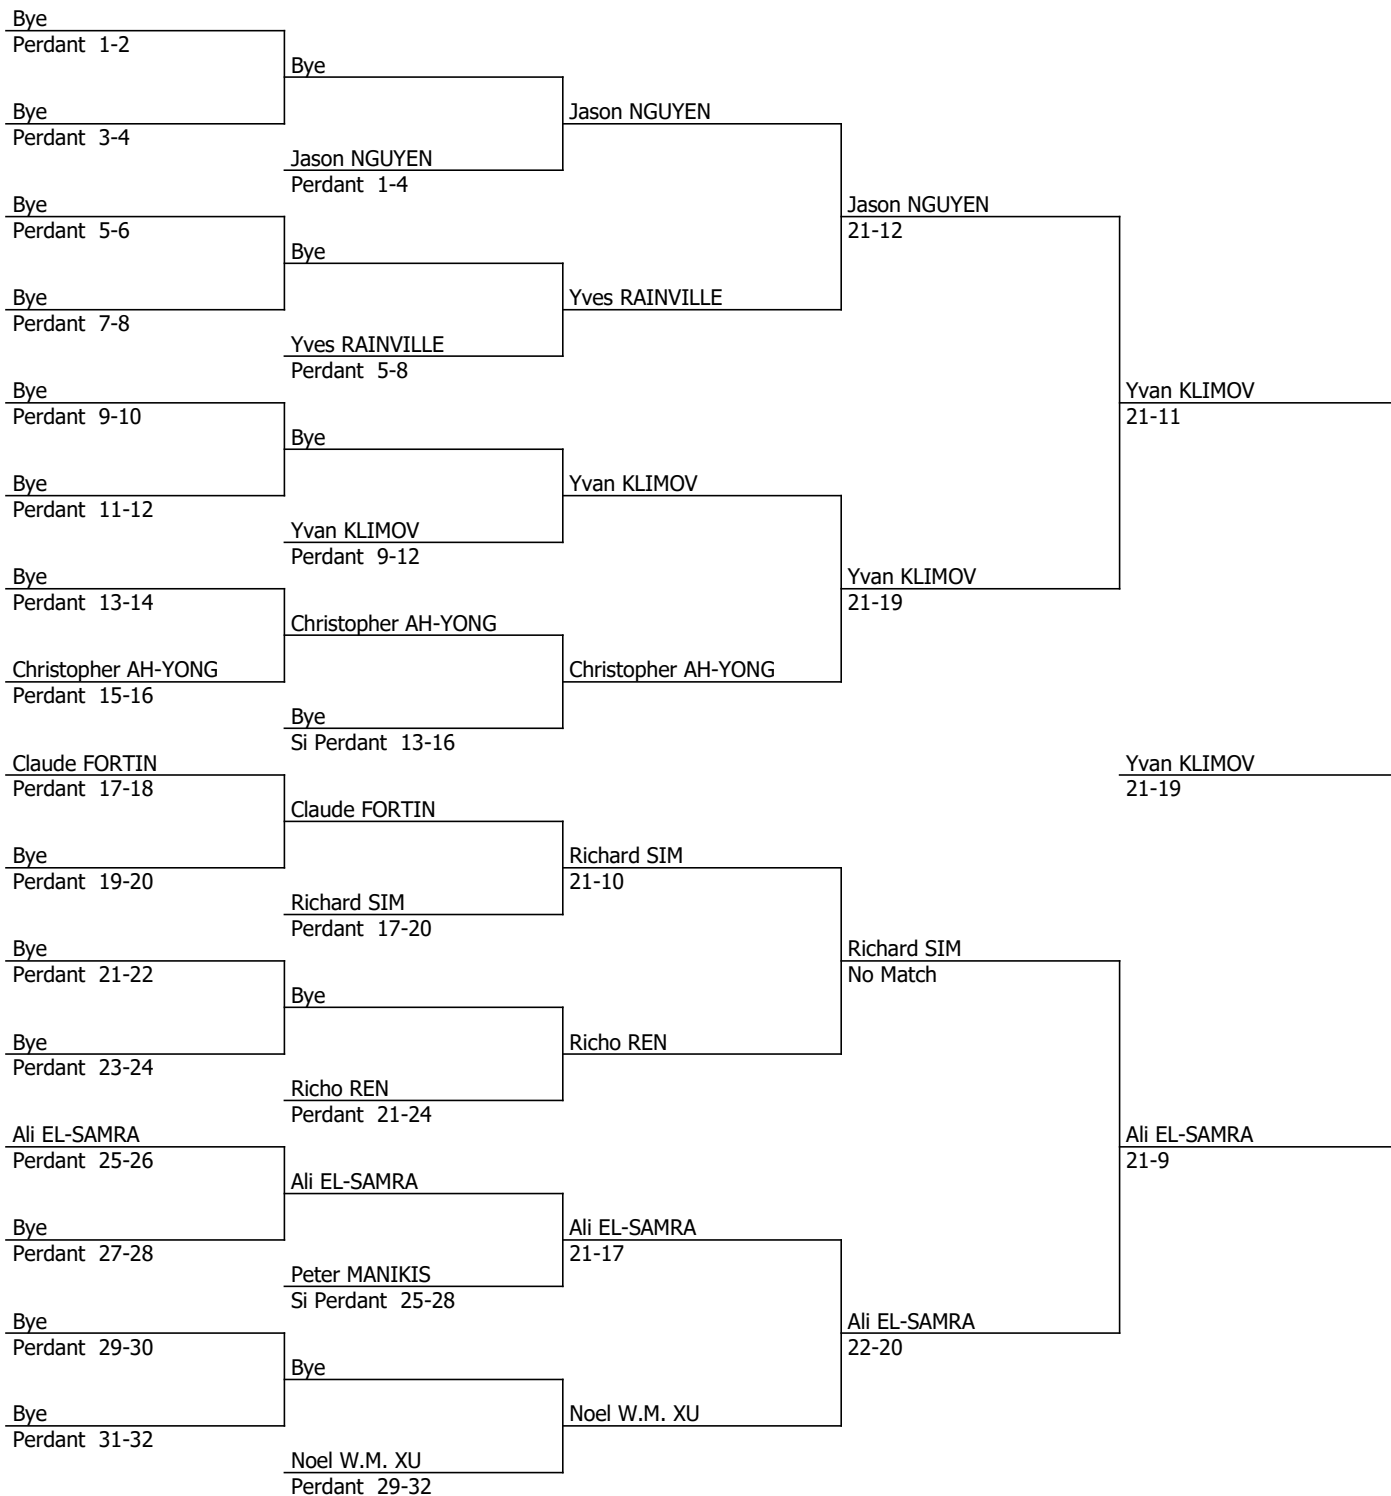 Bye
Perdant 1-2
Bye
Bye
Perdant 3-4
Jason NGUYEN
Jason NGUYEN
Perdant 1-4
Bye
Perdant 5-6
Jason NGUYEN
21-12
Bye
Bye
Perdant 7-8
Yves RAINVILLE
Yves RAINVILLE
Perdant 5-8
Bye
Perdant 9-10
Yvan KLIMOV
21-11
Bye
Bye
Perdant 11-12
Yvan KLIMOV
Yvan KLIMOV
Perdant 9-12
Bye
Perdant 13-14
Yvan KLIMOV
21-19
Christopher AH-YONG
Christopher AH-YONG
Perdant 15-16
Christopher AH-YONG
Bye
Si Perdant 13-16
Claude FORTIN
Perdant 17-18
Yvan KLIMOV
21-19
Claude FORTIN
Bye
Perdant 19-20
Richard SIM
21-10
Richard SIM
Perdant 17-20
Bye
Perdant 21-22
Richard SIM
No Match
Bye
Bye
Perdant 23-24
Richo REN
Richo REN
Perdant 21-24
Ali EL-SAMRA
Perdant 25-26
Ali EL-SAMRA
21-9
Ali EL-SAMRA
Bye
Perdant 27-28
Ali EL-SAMRA
21-17
Peter MANIKIS
Si Perdant 25-28
Bye
Perdant 29-30
Ali EL-SAMRA
22-20
Bye
Bye
Perdant 31-32
Noel W.M. XU
Noel W.M. XU
Perdant 29-32